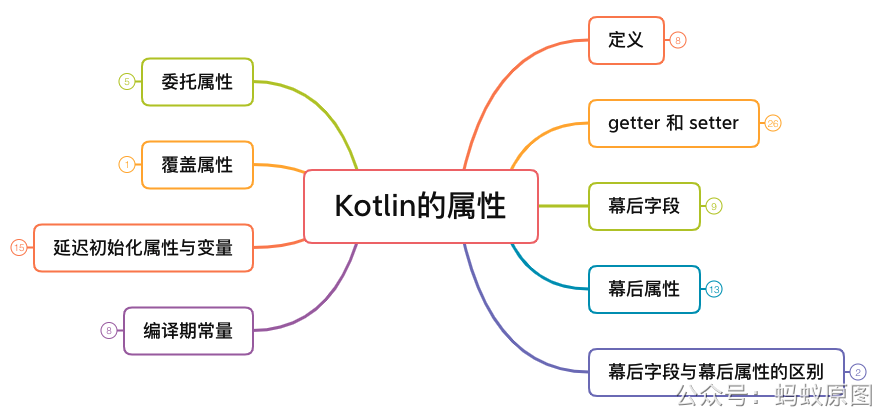 Kotlin的属性
定义
8
getter 和 setter
26
幕后字段
9
幕后属性
13
幕后字段与幕后属性的区别
2
委托属性
5
覆盖属性
1
延迟初始化属性与变量
15
编译期常量
8
公众号：蚂蚁原图